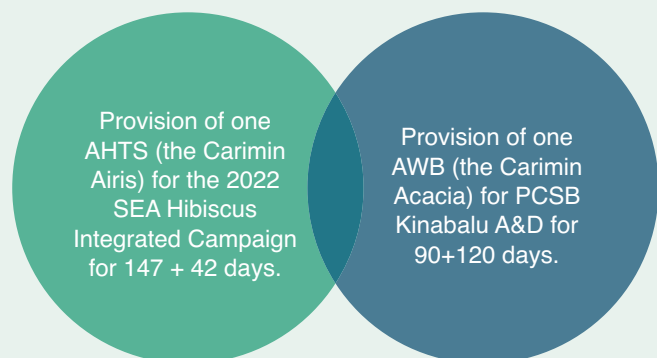 Provision of one
AHTS (the Carimin
Airis) for the 2022
SEA Hibiscus
Integrated Campaign
for 147 + 42 days.
Provision of one
AWB (the Carimin
Acacia) for PCSB
Kinabalu A&D for
90+120 days.